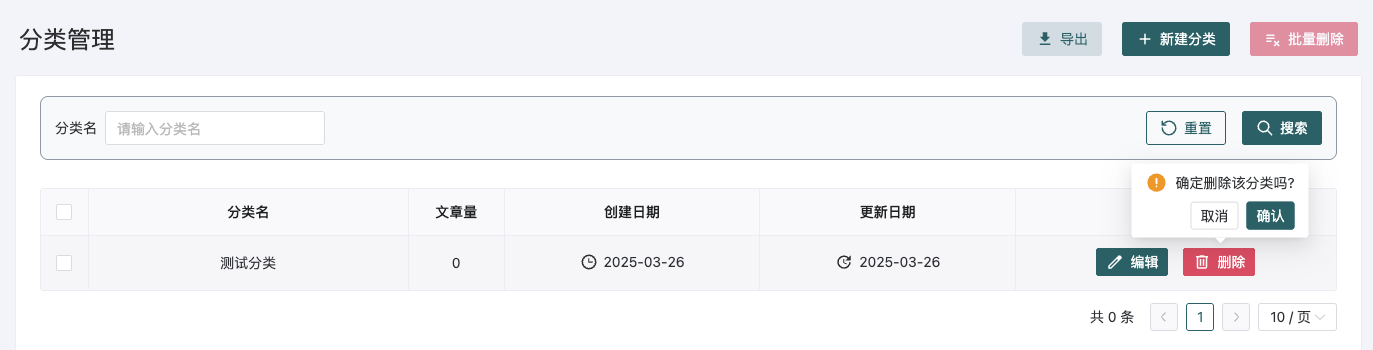 分类管理
导出
新建分类
批量删除
分类名 请输入分类名
重置
搜索
确定删除该分类吗?
取消 确认
分类名 文章量 创建日期 更新日期
测试分类 0 2025-03-26 2025-03-26 编辑 删除
共 0 条 1 10 / 页